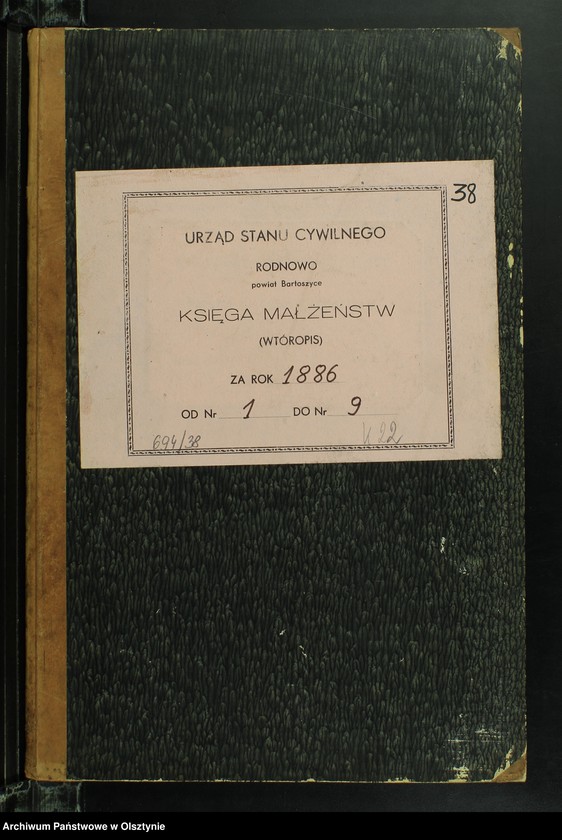 38
URZĄD STANU CYWILNEGO
RODNOWO
powiat Bartoszyce
KSIĘGA MAŁŻEŃSTW
(WTÓROPIS)
ZA ROK 1886
OD Nr 1 DO Nr 9
694/38
22
Archiwum Państwowe w Olsztynie